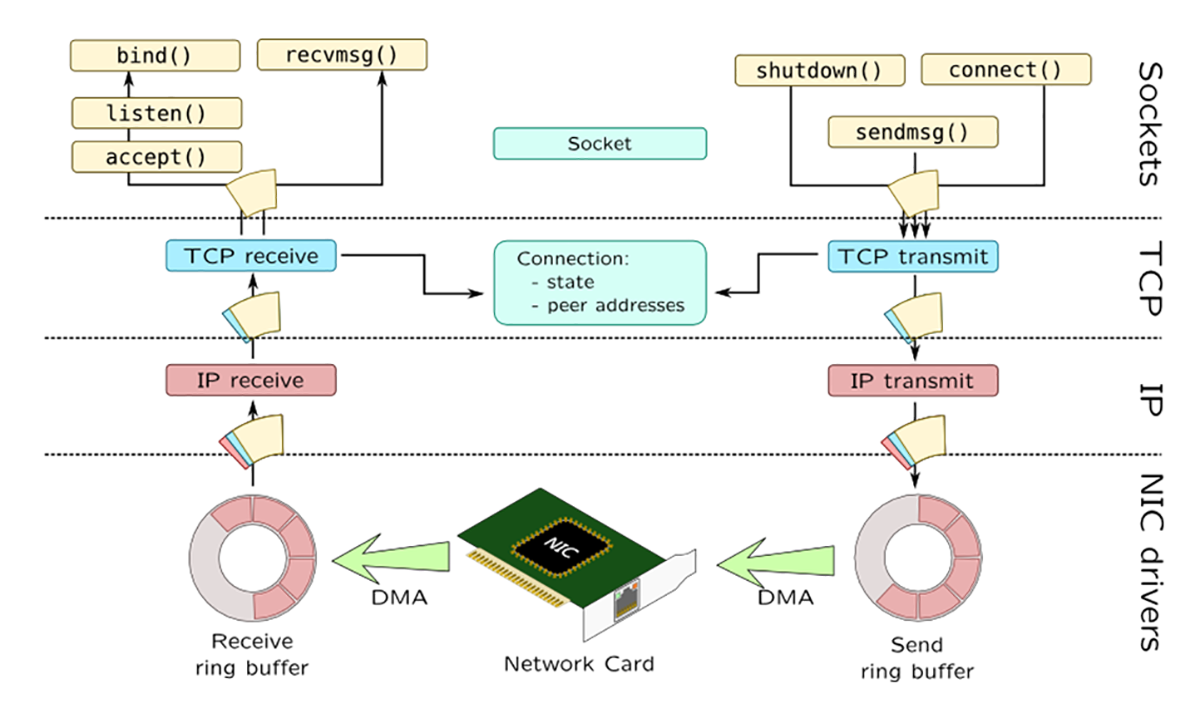 bind()
recvmsg()
listen()
accept()
Socket
shutdown()
connect()
sendmsg()
Sockets
TCP receive
Connection:
- state
- peer addresses
TCP transmit
TCP
IP receive
IP transmit
IP
NIC
DMA
DMA
Receive
ring buffer
Network Card
Send
ring buffer
NIC drivers